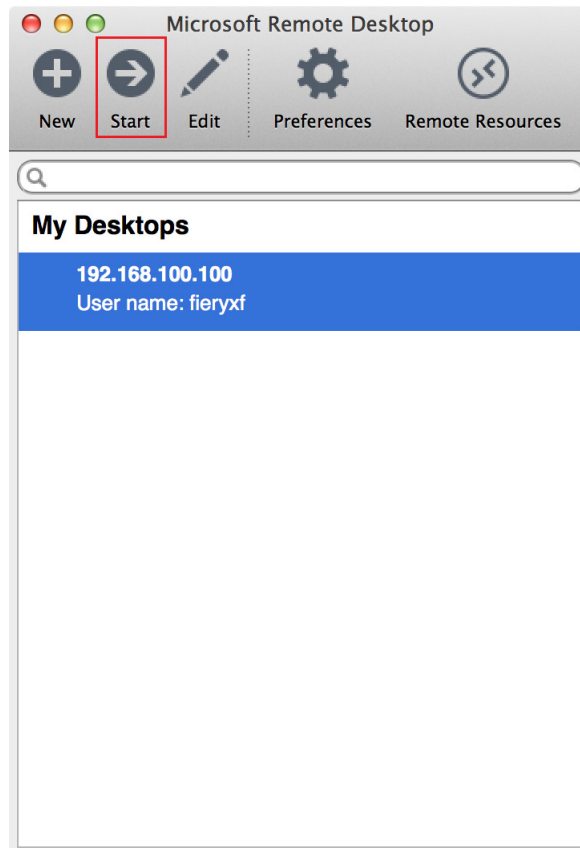 Microsoft Remote Desktop
New Start Edit Preferences Remote Resources
My Desktops
192.168.100.100
User name: fieryxf